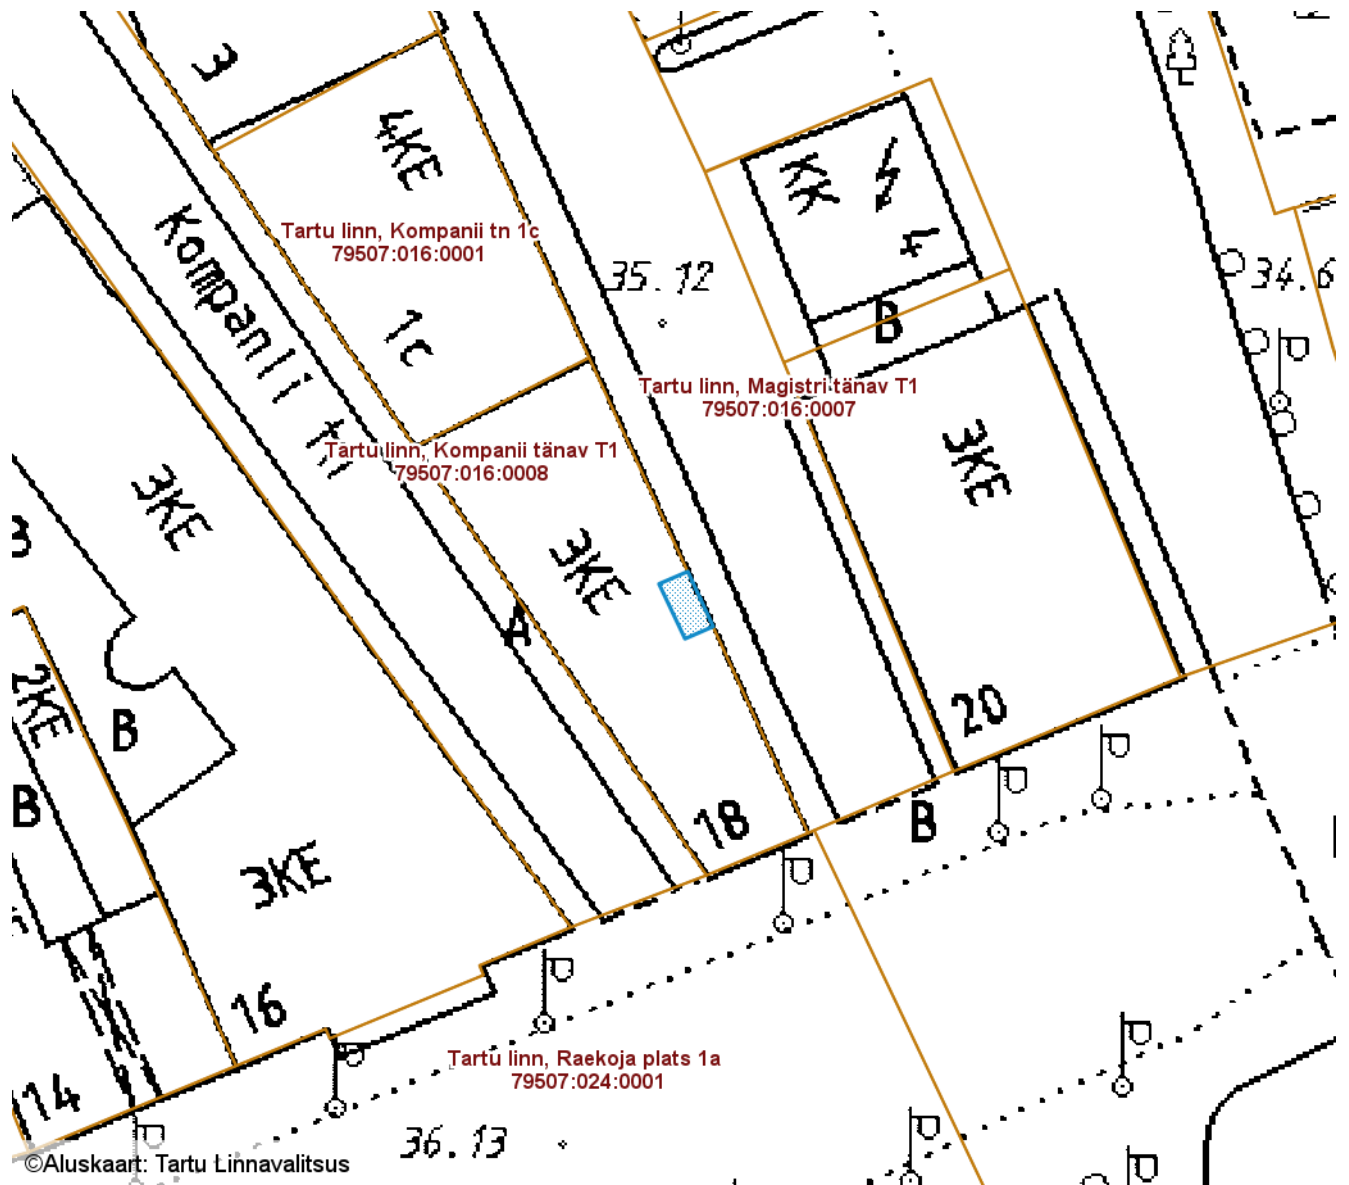 3
4KE
KK
4
Tartu linn, Kompanii tn 1c
79507:016:0001
Kompanii tn
35.12
34.6
B
1c
Tartu linn, Magistri tänav T1
79507:016:0007
Tartu linn, Kompanii tänav T1
79507:016:0008
3KE
3KE
3KE
B
A
2KE
B
20
B
18
B
3KE
16
Tartu linn, Raekoja plats 1a
79507:024:0001
14
36.13
©Aluskaart: Tartu Linnavalitsus